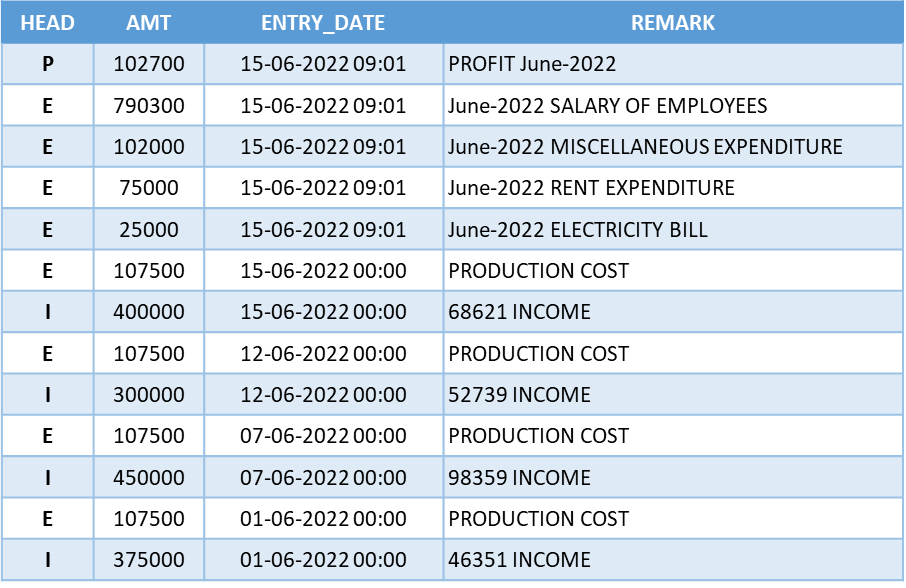 HEAD AMT ENTRY_DATE REMARK
P 102700 15-06-2022 09:01 PROFIT June-2022
E 790300 15-06-2022 09:01 June-2022 SALARY OF EMPLOYEES
E 102000 15-06-2022 09:01 June-2022 MISCELLANEOUS EXPENDITURE
E 75000 15-06-2022 09:01 June-2022 RENT EXPENDITURE
E 25000 15-06-2022 09:01 June-2022 ELECTRICITY BILL
E 107500 15-06-2022 00:00 PRODUCTION COST
I 400000 15-06-2022 00:00 68621 INCOME
E 107500 12-06-2022 00:00 PRODUCTION COST
I 300000 12-06-2022 00:00 52739 INCOME
E 107500 07-06-2022 00:00 PRODUCTION COST
I 450000 07-06-2022 00:00 98359 INCOME
E 107500 01-06-2022 00:00 PRODUCTION COST
I 375000 01-06-2022 00:00 46351 INCOME